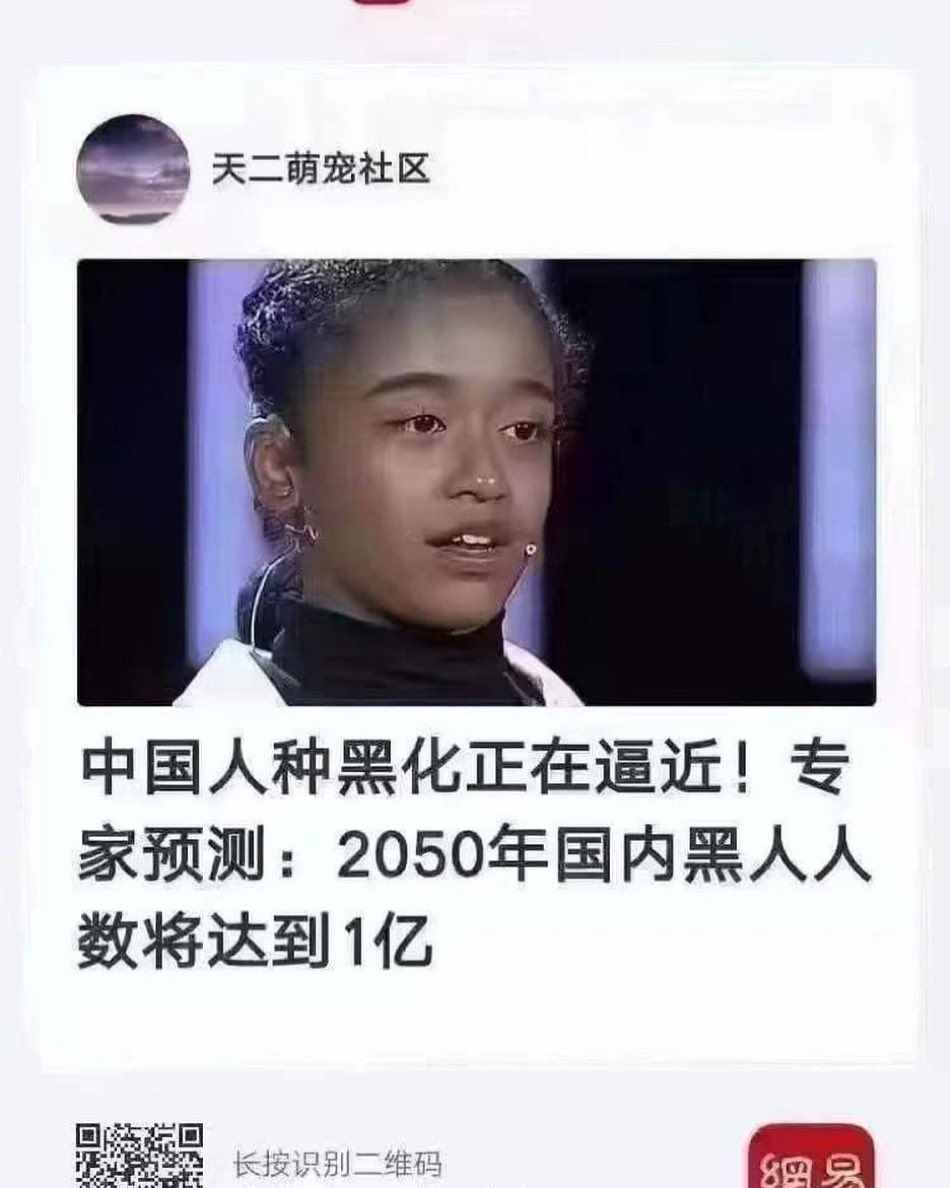 天二萌宠社区
中国人种黑化正在逼近！专
家预测：2050年国内黑人人
数将达到1亿
长按识别二维码
網易